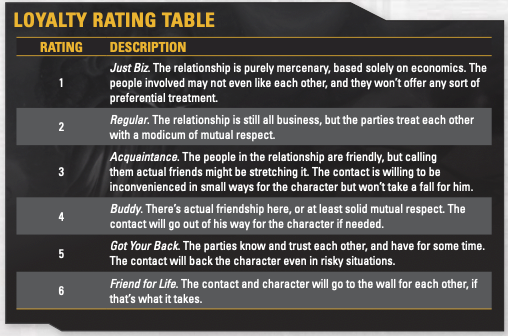 LOYALTY RATING TABLE
RATING DESCRIPTION
Just Biz. The relationship is purely mercenary, based solely on economics. The
1 people involved may not even like each other, and they won't offer any sort of
preferential treatment.
2 Regular. The relationship is still all business, but the parties treat each other
with a modicum of mutual respect.
Acquaintance. The people in the relationship are friendly, but calling
3 them actual friends might be stretching it. The contact is willing to be
inconvenienced in small ways for the character but won't take a fall for him.
4 Buddy. There's actual friendship here, or at least solid mutual respect. The
contact will go out of his way for the character if needed.
5 Got Your Back. The parties know and trust each other, and have for some time.
The contact will back the character even in risky situations.
6 Friend for Life. The contact and character will go to the wall for each other, if
that's what it takes.